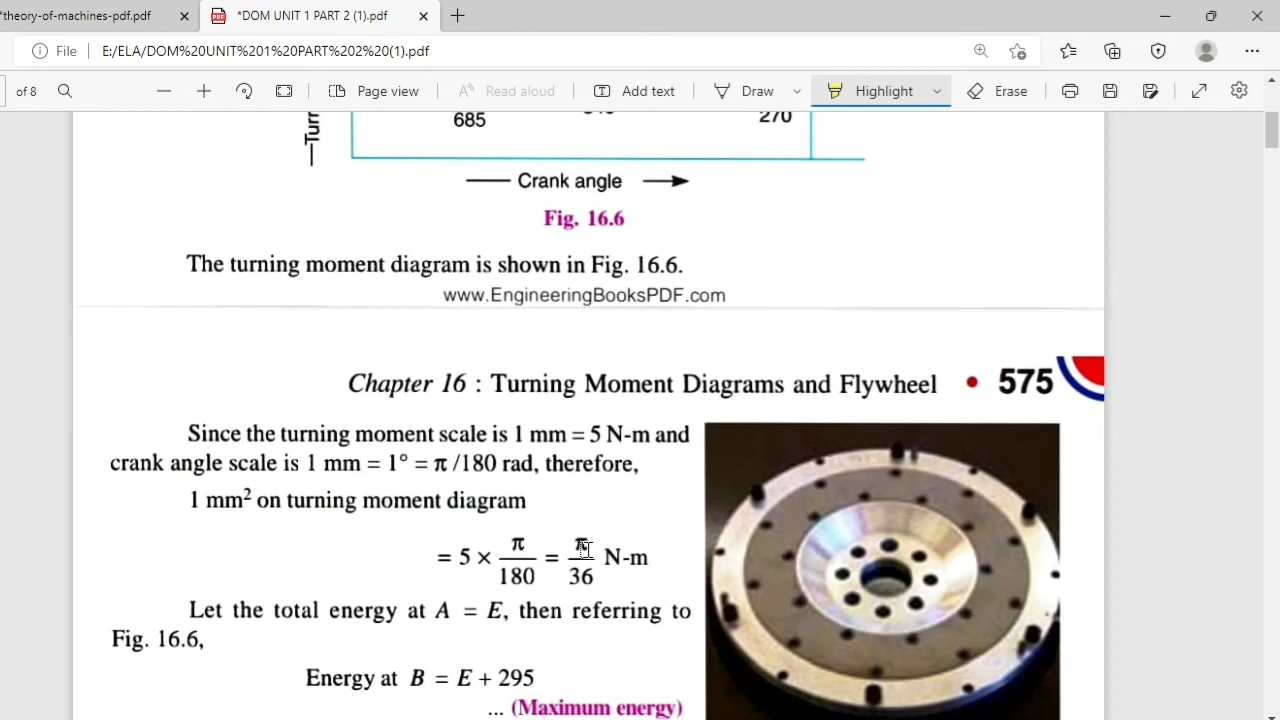 *theory-of-machines-pdf.pdf
*DOM UNIT 1 PART 2 (1).pdf
File E:/ELA/DOM%20UNIT%201%20PART%202%20(1).pdf
of 8 Page view Read aloud Add text Draw Highlight Erase
685 270
Crank angle
Fig. 16.6
The turning moment diagram is shown in Fig. 16.6.
www.EngineeringBooksPDF.com
Chapter 16 : Turning Moment Diagrams and Flywheel • 575
Since the turning moment scale is 1 mm = 5 N-m and
crank angle scale is 1 mm = 1° = π /180 rad, therefore,
1 mm² on turning moment diagram
= 5 × π/180 = π/36 N-m
Let the total energy at A = E, then referring to
Fig. 16.6,
Energy at B = E + 295
... (Maximum energy)